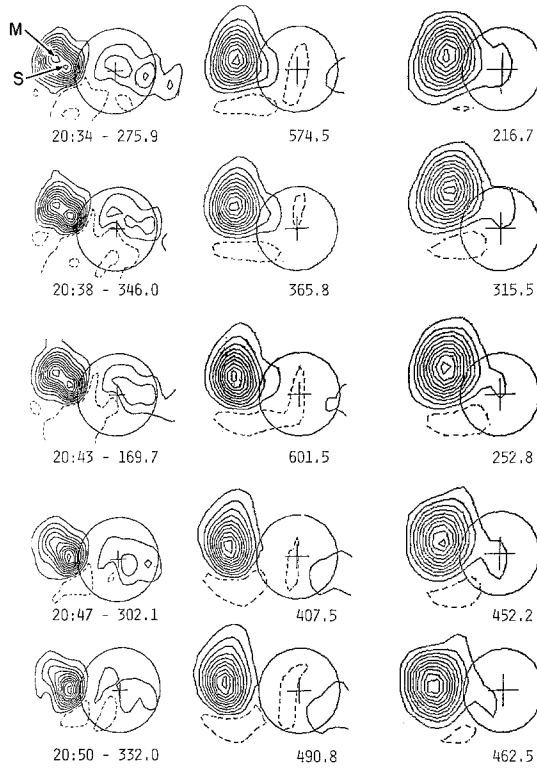 M
S
20:34 - 275.9 574.5 216.7
20:38 - 346.0 365.8 315.5
20:43 - 169.7 601.5 252.8
20:47 - 302.1 407.5 452.2
20:50 - 332.0 490.8 462.5